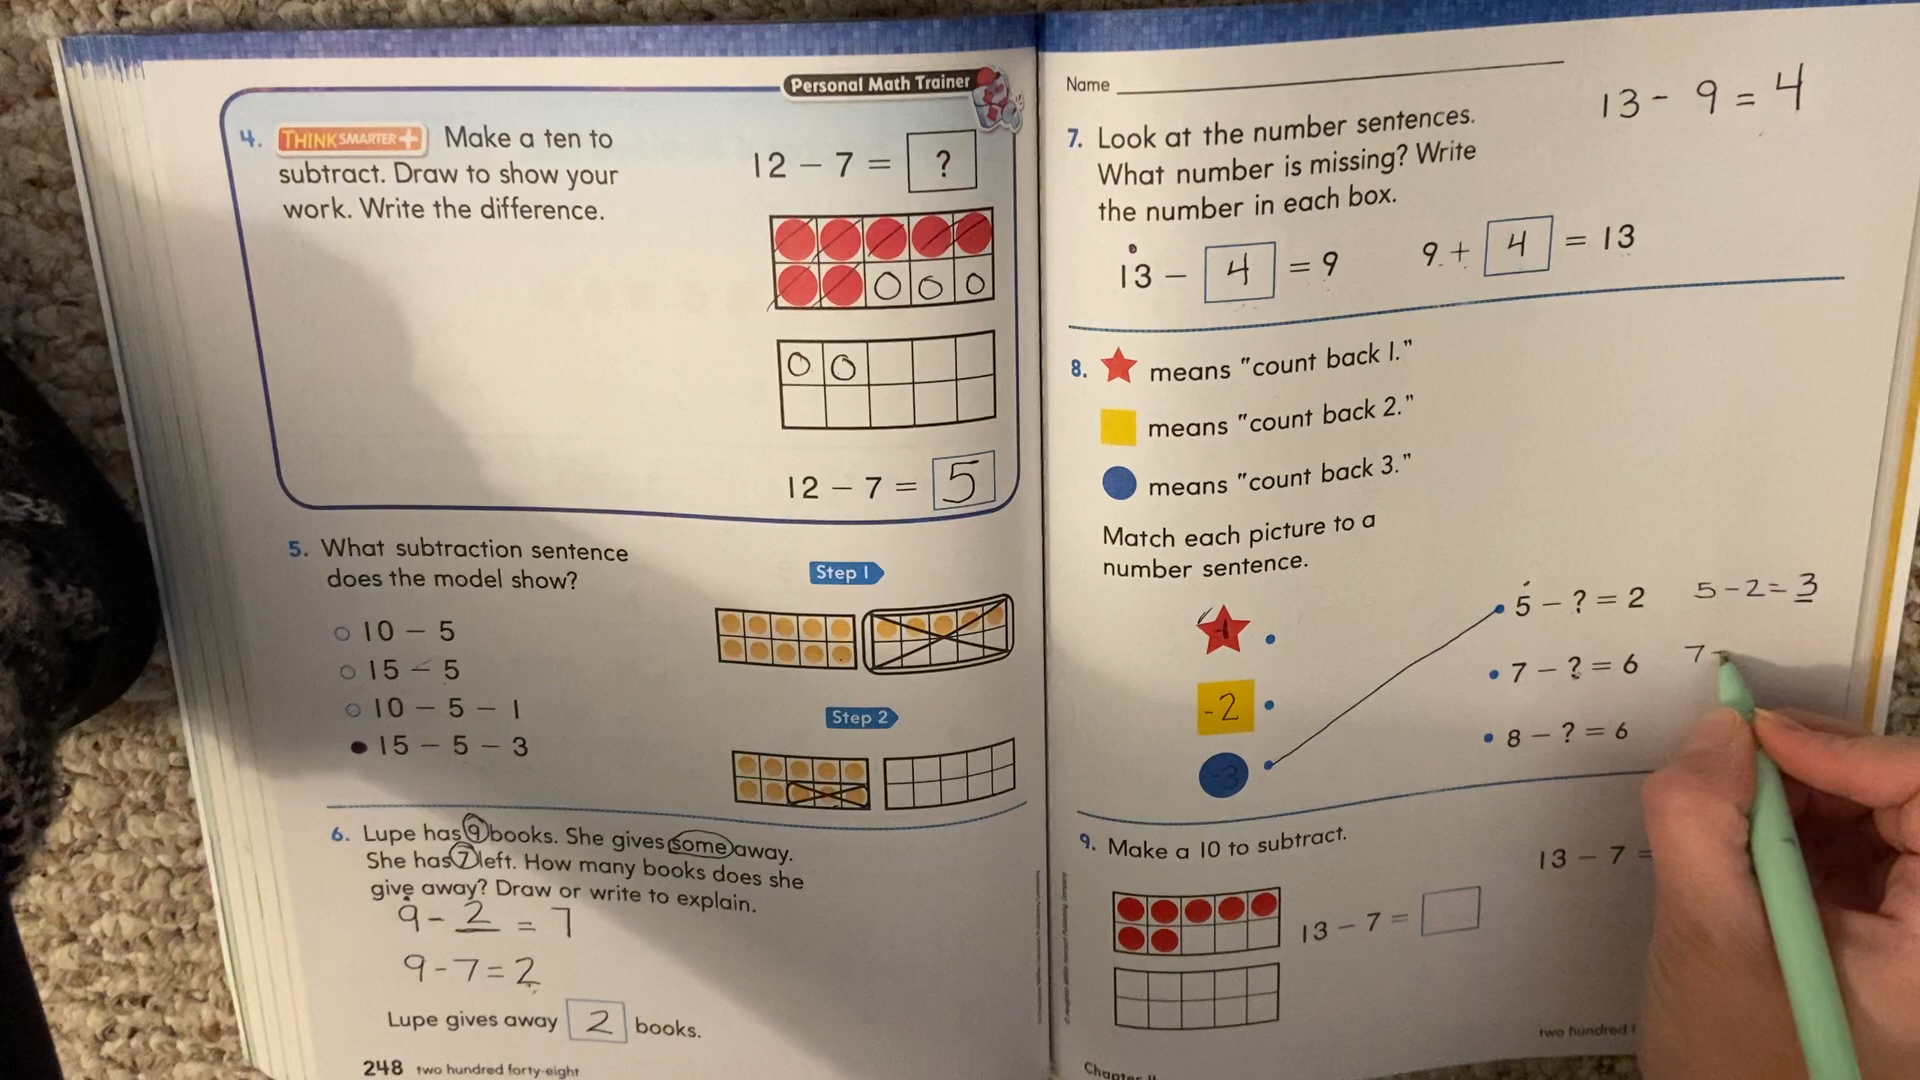 Personal Math Trainer
4. THINK SMARTER + Make a ten to
subtract. Draw to show your
work. Write the difference.
12 – 7 = ?
12 – 7 = 5
5. What subtraction sentence
does the model show?
10 – 5
15 – 5
10 – 5 – 1
15 – 5 – 3
Step 1
Step 2
6. Lupe has 9 books. She gives some away.
She has 7 left. How many books does she
give away? Draw or write to explain.
9 - 2 = 7
9 - 7 = 2
Lupe gives away 2 books.
248 two hundred forty-eight
Name
13 - 9 = 4
7. Look at the number sentences.
What number is missing? Write
the number in each box.
13 – 4 = 9 9 + 4 = 13
8. means "count back 1."
means "count back 2."
means "count back 3."
Match each picture to a
number sentence.
-1
-2
-3
5 – ? = 2 5 - 2 = 3
7 – ? = 6 7 -
8 – ? = 6
9. Make a 10 to subtract.
13 – 7 =
13 – 7 =
two hundred